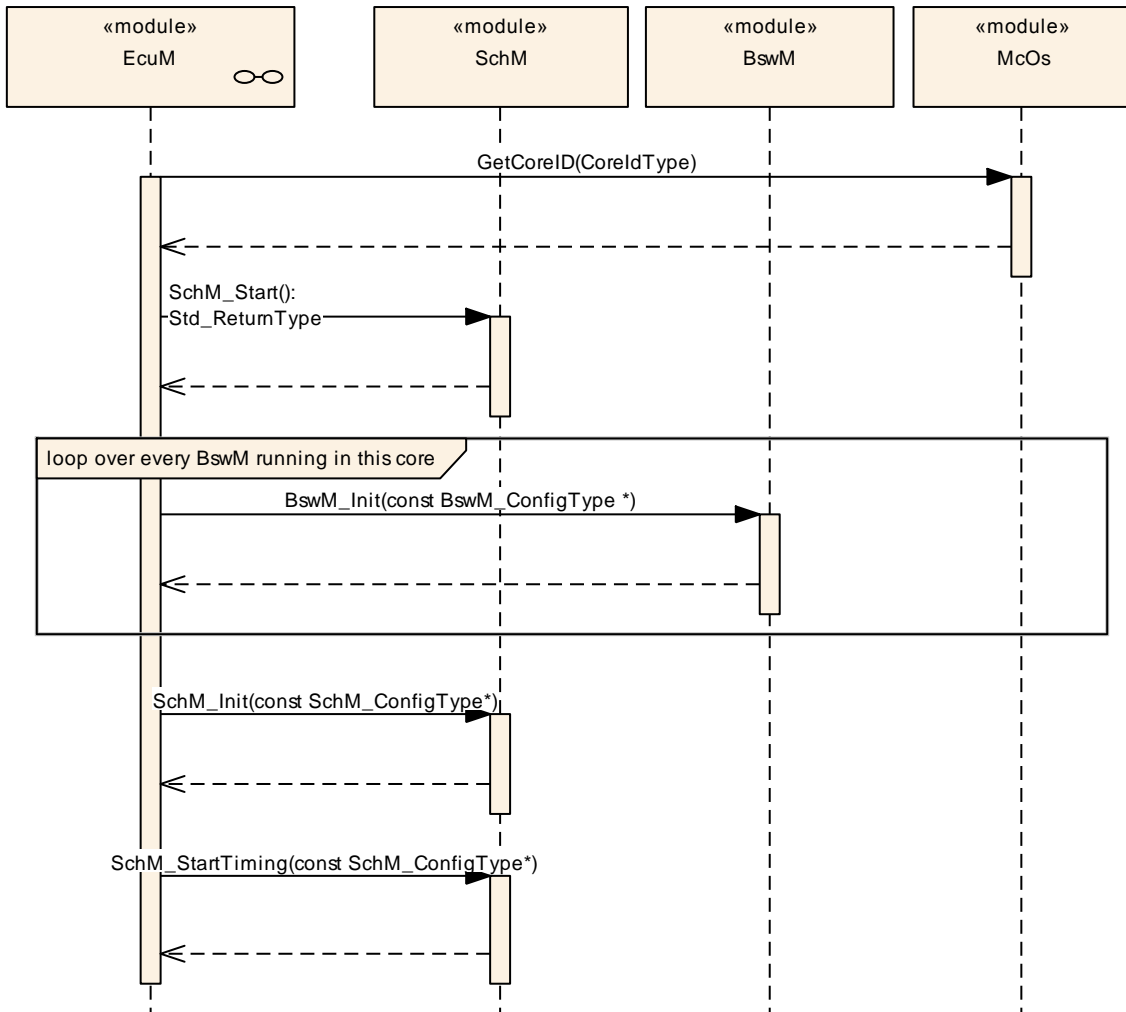 «module»
EcuM
«module»
SchM
«module»
BswM
«module»
McOs
GetCoreID(CoreIdType)
SchM_Start():
Std_ReturnType
loop over every BswM running in this core
BswM_Init(const BswM_ConfigType *)
SchM_Init(const SchM_ConfigType*)
SchM_StartTiming(const SchM_ConfigType*)